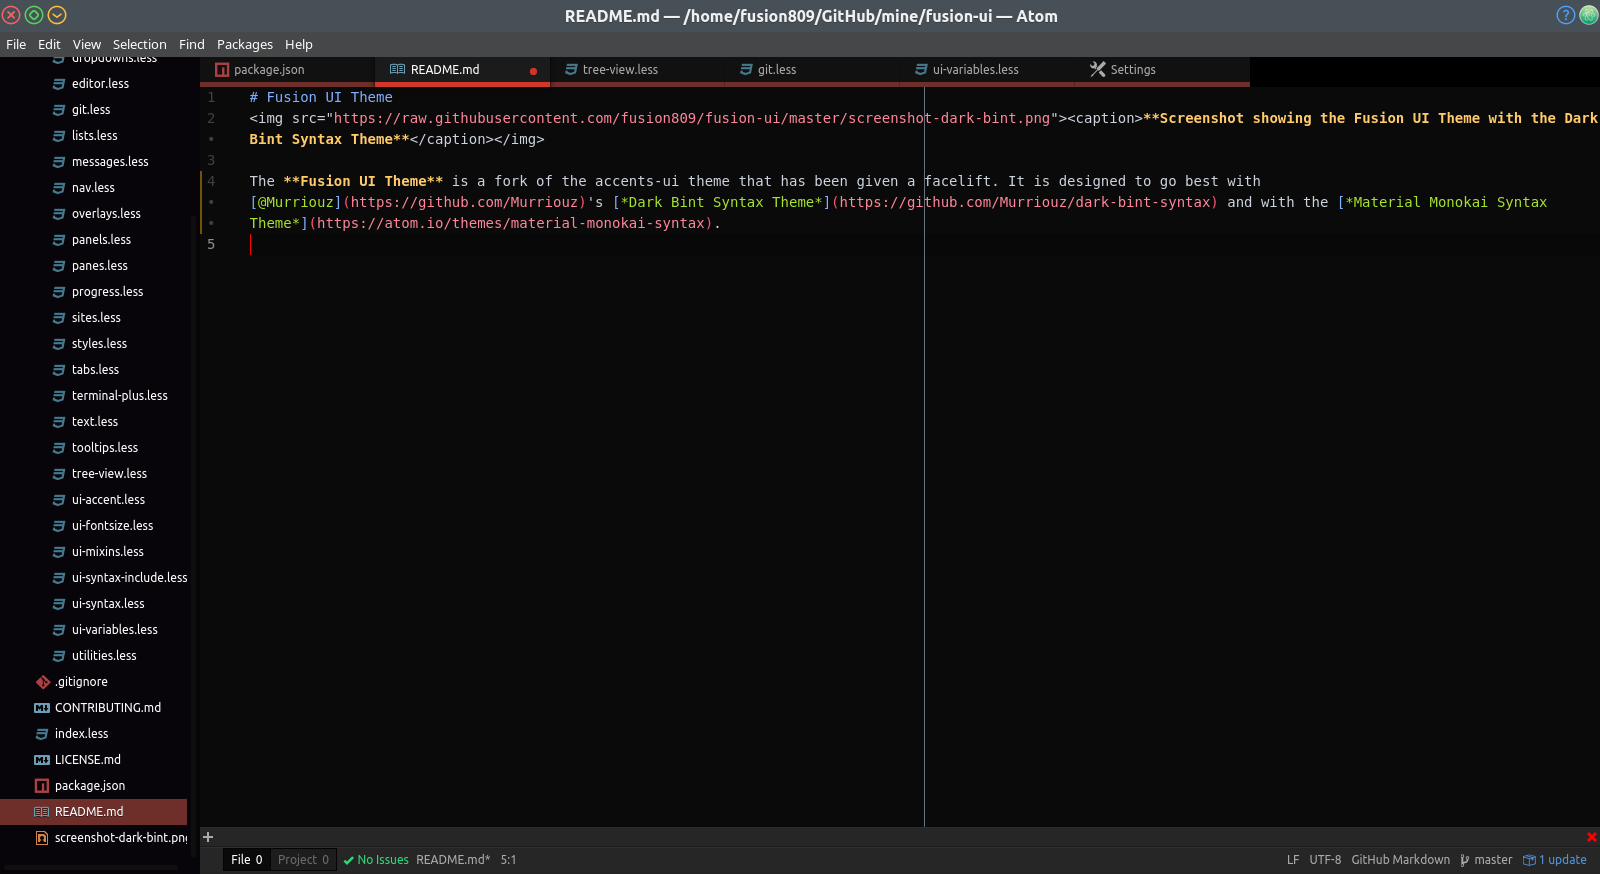 README.md — /home/fusion809/GitHub/mine/fusion-ui — Atom
File Edit View Selection Find Packages Help
dropdowns.less
editor.less
git.less
lists.less
messages.less
nav.less
overlays.less
panels.less
panes.less
progress.less
sites.less
styles.less
tabs.less
terminal-plus.less
text.less
tooltips.less
tree-view.less
ui-accent.less
ui-fontsize.less
ui-mixins.less
ui-syntax-include.less
ui-syntax.less
ui-variables.less
utilities.less
.gitignore
CONTRIBUTING.md
index.less
LICENSE.md
package.json
README.md
screenshot-dark-bint.png
package.json README.md tree-view.less git.less ui-variables.less Settings
1 # Fusion UI Theme
2 <img src="https://raw.githubusercontent.com/fusion809/fusion-ui/master/screenshot-dark-bint.png"><caption>**Screenshot showing the Fusion UI Theme with the Dark
• Bint Syntax Theme**</caption></img>
3
4 The **Fusion UI Theme** is a fork of the accents-ui theme that has been given a facelift. It is designed to go best with
• [@Murriouz](https://github.com/Murriouz)'s [*Dark Bint Syntax Theme*](https://github.com/Murriouz/dark-bint-syntax) and with the [*Material Monokai Syntax
• Theme*](https://atom.io/themes/material-monokai-syntax).
5
File 0 Project 0 No Issues README.md* 5:1 LF UTF-8 GitHub Markdown master 1 update